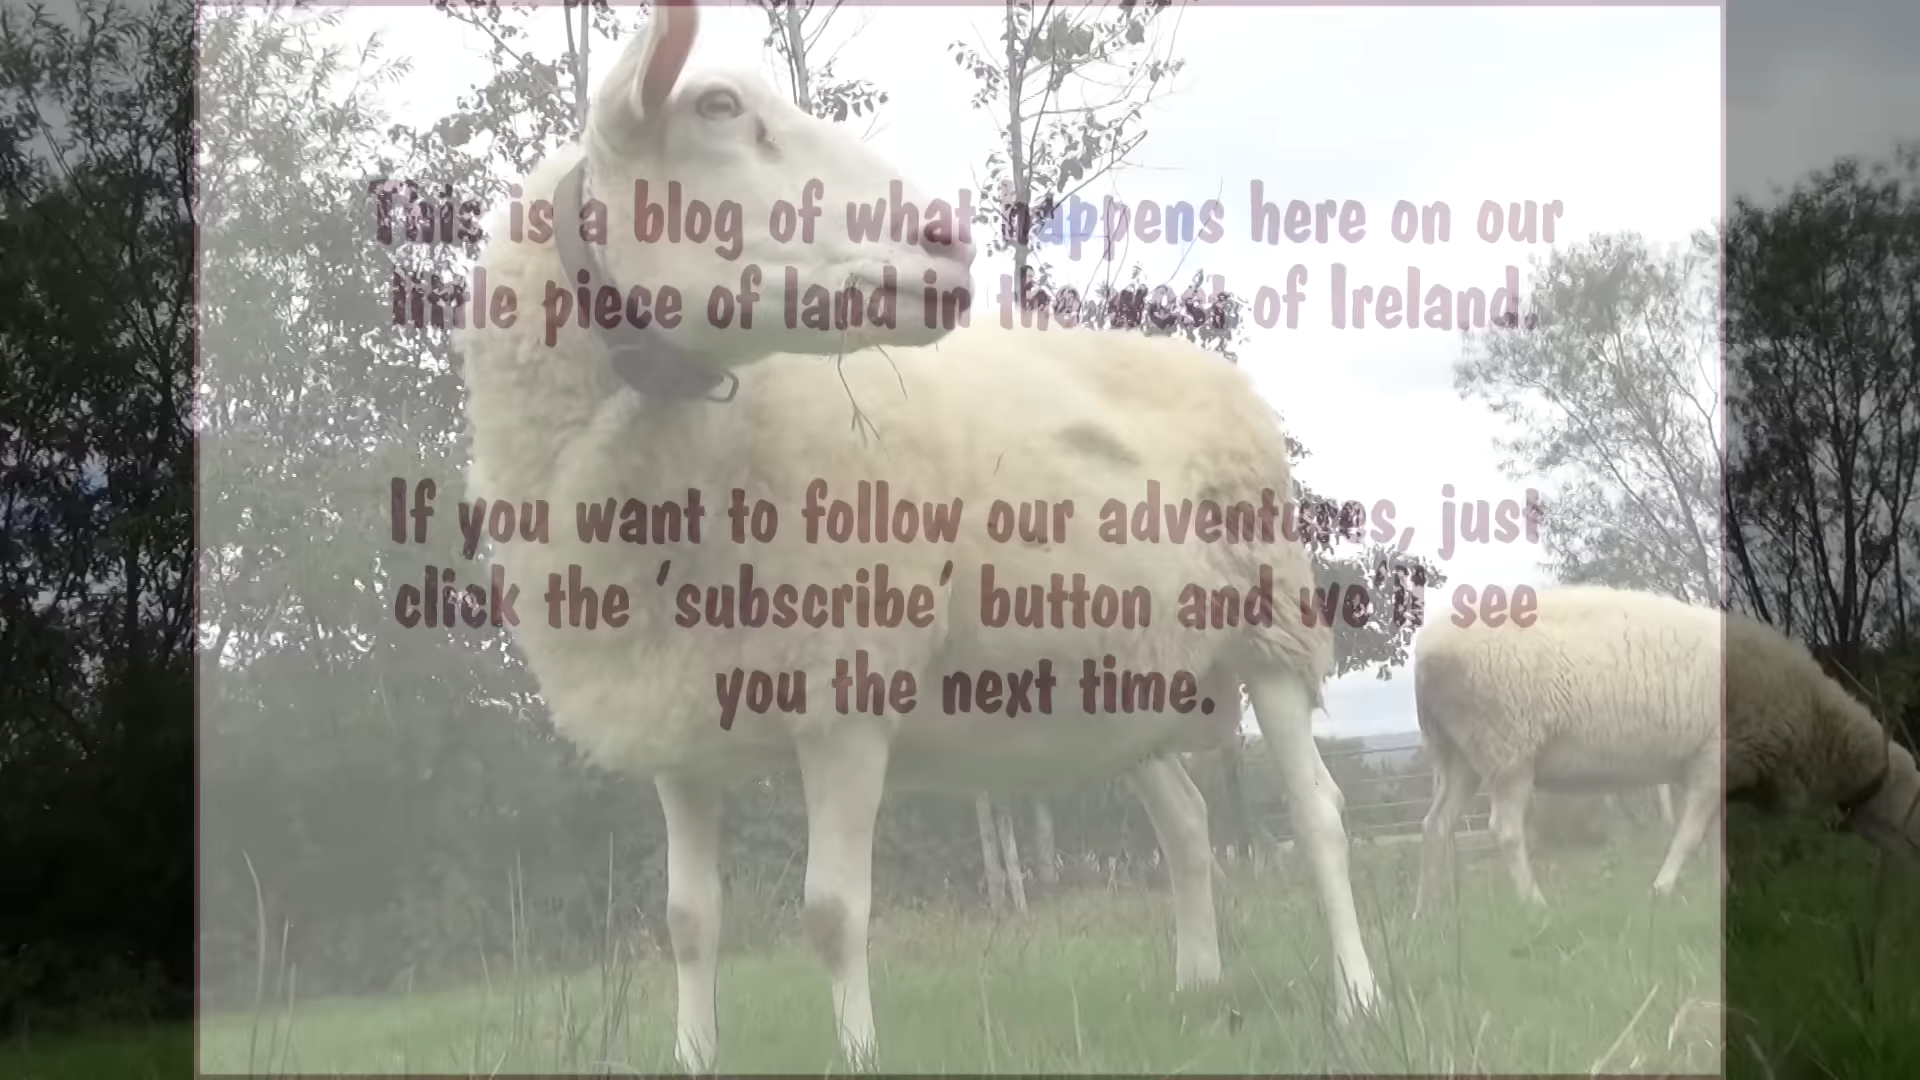 This is a blog of what happens here on our
little piece of land in the west of Ireland.
If you want to follow our adventures, just
click the ‘subscribe’ button and we'll see
you the next time.